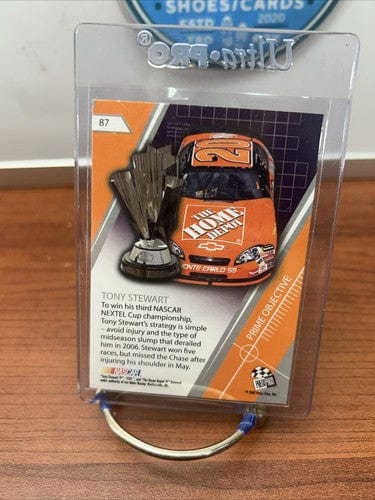 SHOES/CARDS
ESTD 2020
Ultra·PRO®
87
20
THE
HOME
DEPOT
MONTE CARLO SS
PRIME OBJECTIVE
TONY STEWART
To win his third NASCAR
NEXTEL Cup championship,
Tony Stewart's strategy is simple
– avoid injury and the type of
midseason slump that derailed
him in 2006. Stewart won five
races, but missed the Chase after
injuring his shoulder in May.
NASCAR
PRESS PASS